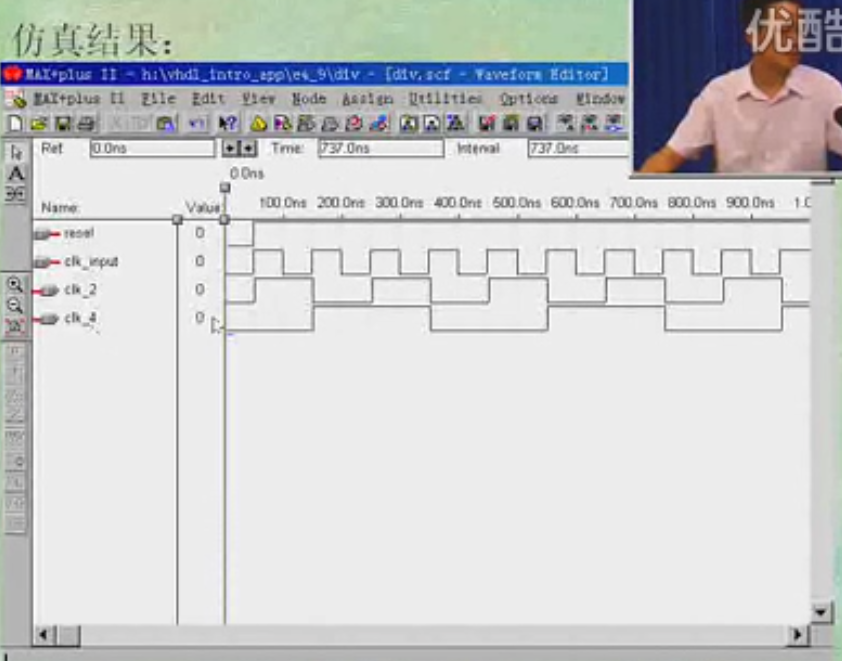 仿真结果:
优酷
MAX+plus II - h:\vhdl_intro_app\e4_9\div - [div.scf - Waveform Editor]
MAX+plus II File Edit View Node Assign Utilities Options Window
Ref: 0.0ns Time: 737.0ns Interval: 737.0ns
0.0ns
Name: Value: 100.0ns 200.0ns 300.0ns 400.0ns 500.0ns 600.0ns 700.0ns 800.0ns 900.0ns 1.0
reset 0
clk_input 0
clk_2 0
clk_4 0